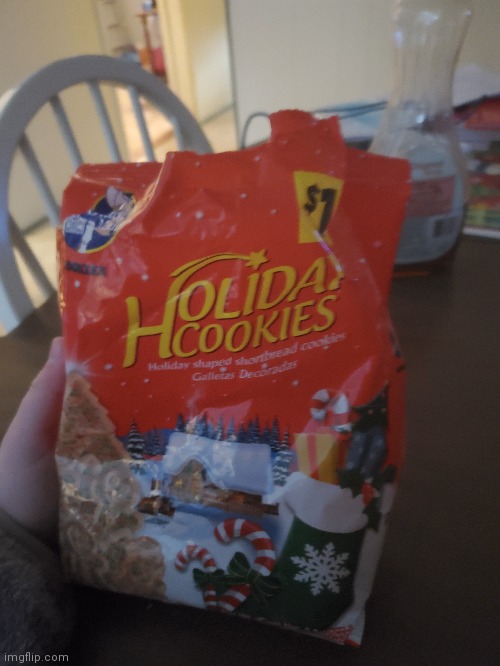 $1
HOLIDAY
COOKIES
Holiday shaped shortbread cookies
Galletas Decoradas
imgflip.com